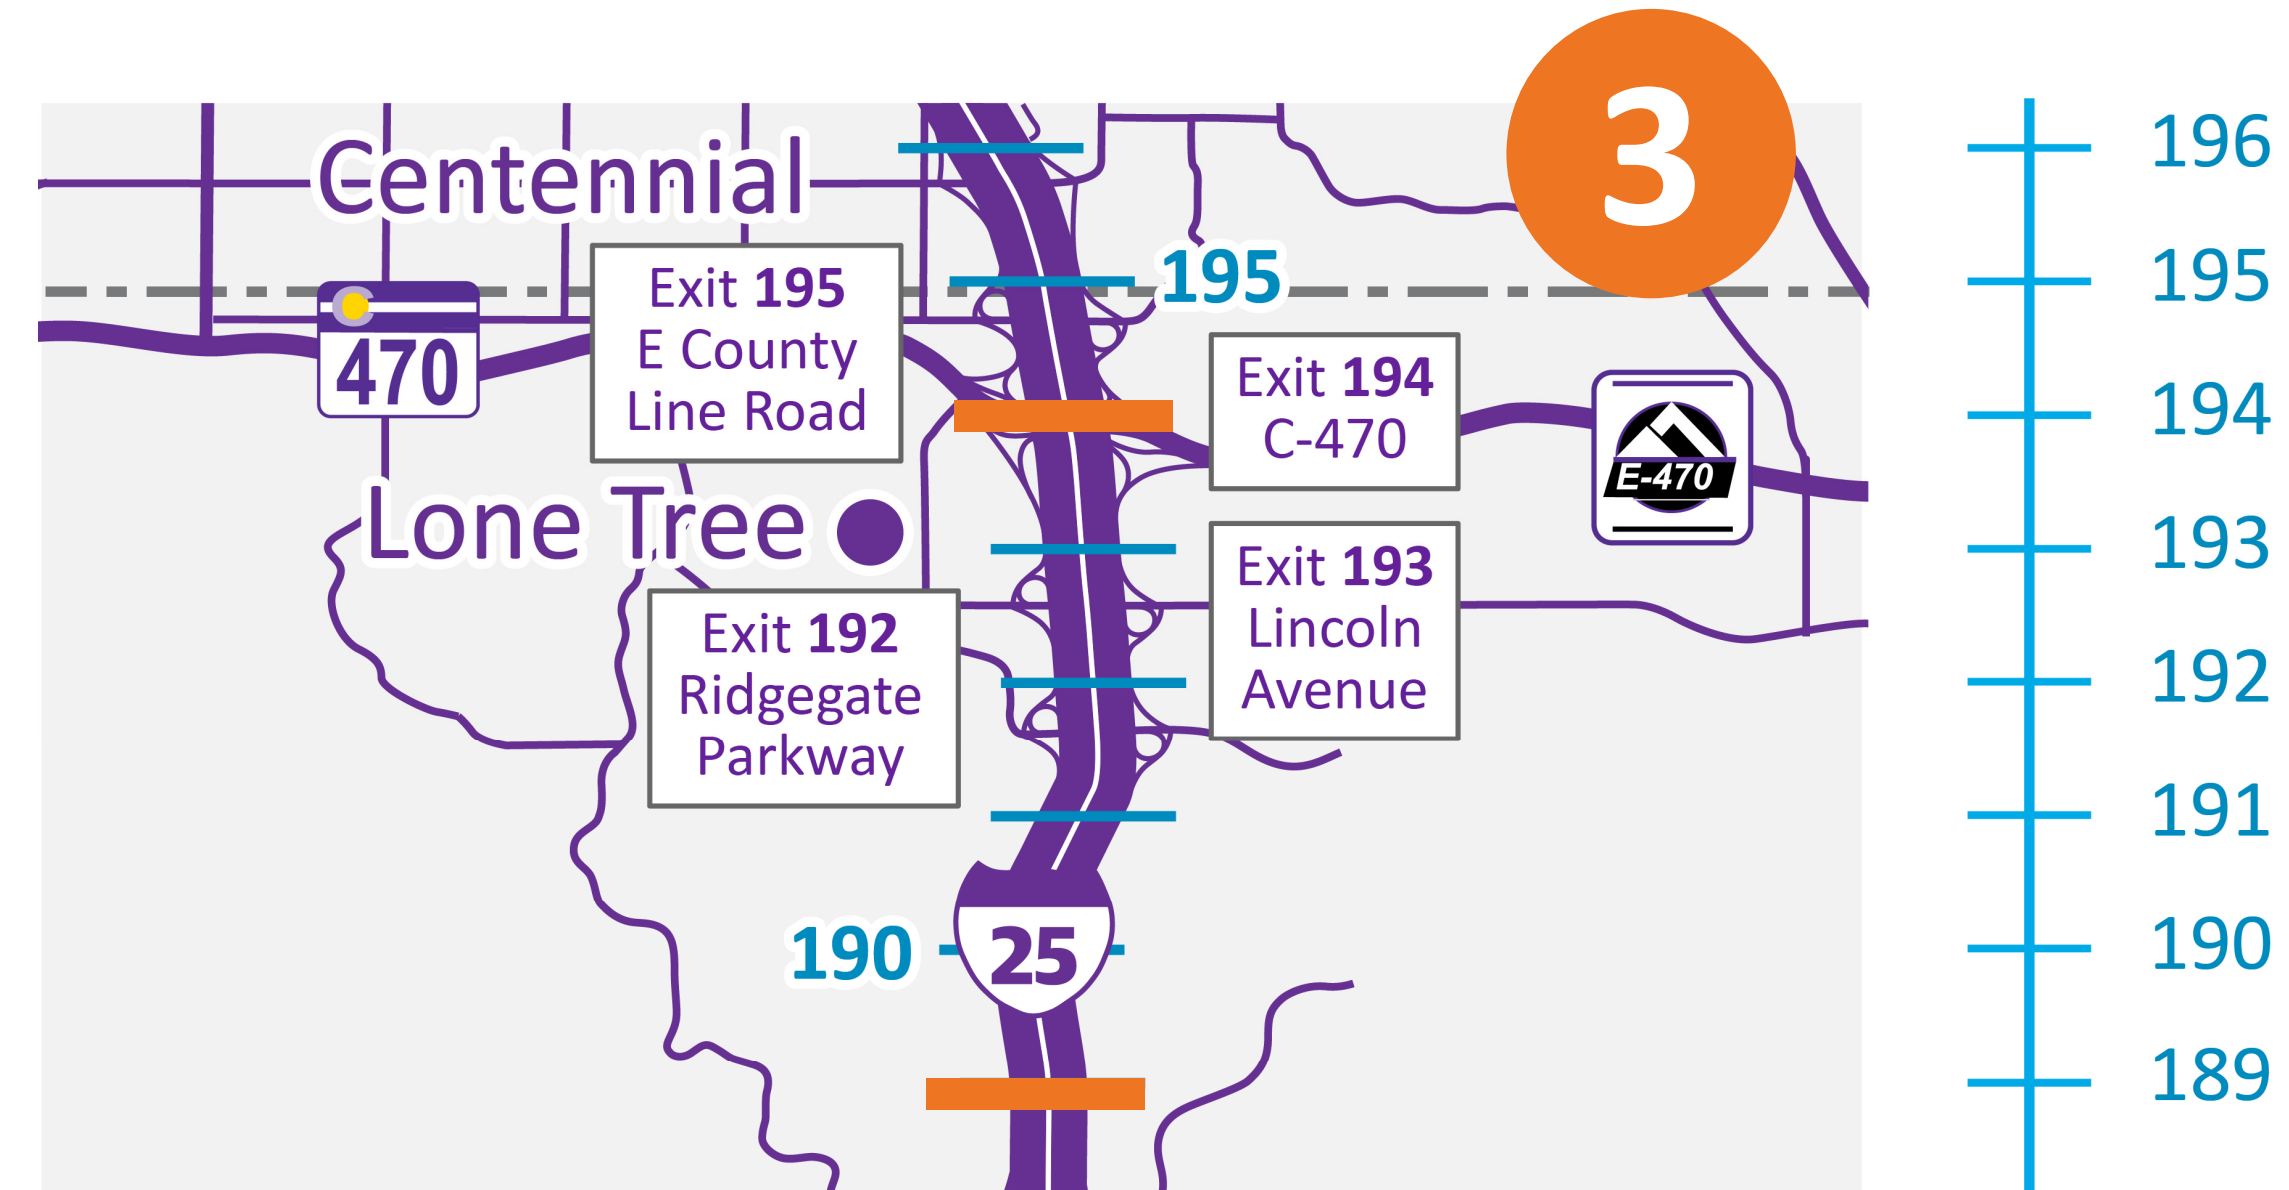 3
196
Centennial
195
195
Exit 195
E County
Line Road
470
Exit 194
C-470
194
E-470
Lone Tree
193
Exit 193
Lincoln
Avenue
Exit 192
Ridgegate
Parkway
192
191
190
25
190
189